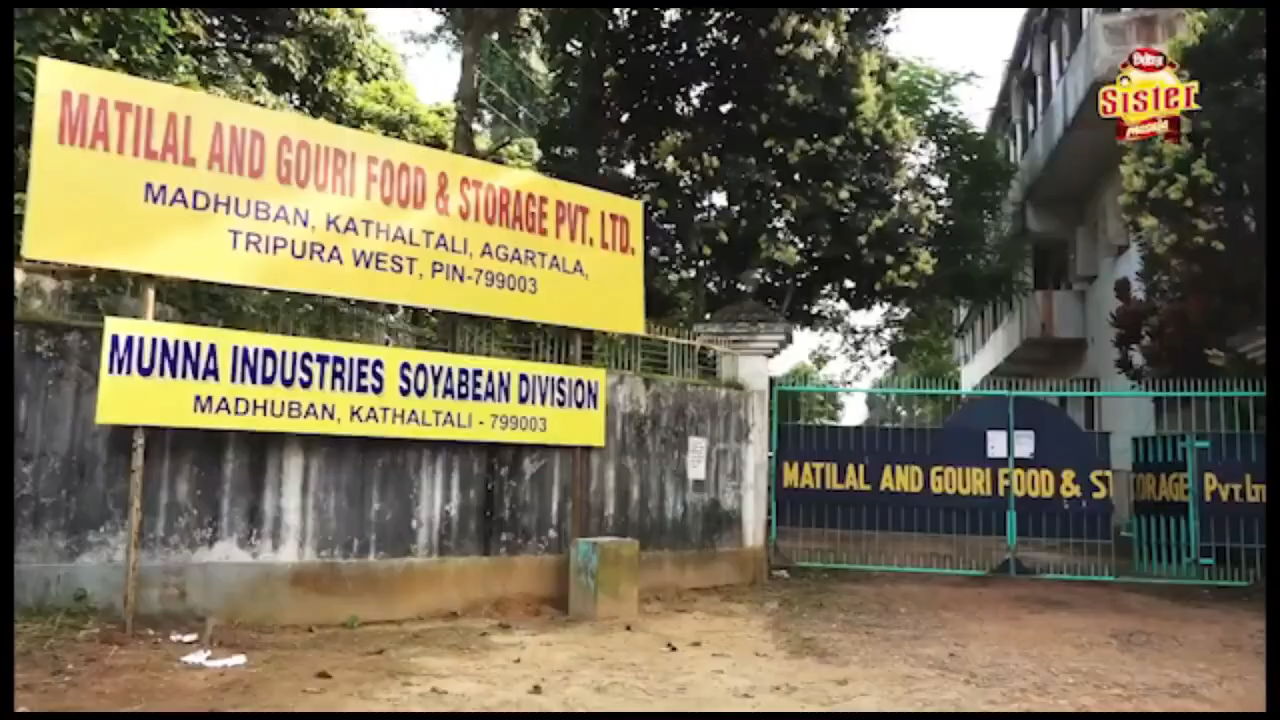 MATILAL AND GOURI FOOD & STORAGE PVT. LTD.
MADHUBAN, KATHALTALI, AGARTALA,
TRIPURA WEST, PIN-799003
MUNNA INDUSTRIES SOYABEAN DIVISION
MADHUBAN, KATHALTALI - 799003
MATILAL AND GOURI FOOD & STORAGE PVT. LT
Sister